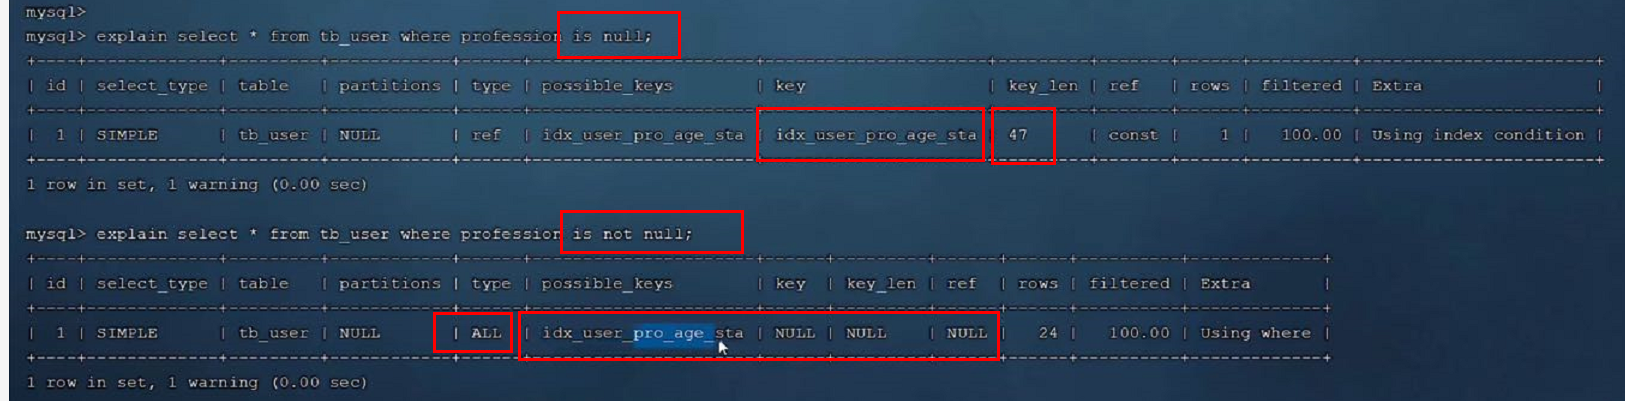 mysql>
mysql> explain select * from tb_user where profession is null;
+----+-------------+---------+------------+------+----------------------+----------------------+---------+-------+------+----------+-----------------------+
| id | select_type | table   | partitions | type | possible_keys        | key                  | key_len | ref   | rows | filtered | Extra                 |
+----+-------------+---------+------------+------+----------------------+----------------------+---------+-------+------+----------+-----------------------+
|  1 | SIMPLE      | tb_user | NULL       | ref  | idx_user_pro_age_sta | idx_user_pro_age_sta | 47      | const |    1 |   100.00 | Using index condition |
+----+-------------+---------+------------+------+----------------------+----------------------+---------+-------+------+----------+-----------------------+
1 row in set, 1 warning (0.00 sec)
mysql> explain select * from tb_user where profession is not null;
+----+-------------+---------+------------+------+----------------------+------+---------+------+------+----------+-------------+
| id | select_type | table   | partitions | type | possible_keys        | key  | key_len | ref  | rows | filtered | Extra       |
+----+-------------+---------+------------+------+----------------------+------+---------+------+------+----------+-------------+
|  1 | SIMPLE      | tb_user | NULL       | ALL  | idx_user_pro_age_sta | NULL | NULL    | NULL |   24 |   100.00 | Using where |
+----+-------------+---------+------------+------+----------------------+------+---------+------+------+----------+-------------+
1 row in set, 1 warning (0.00 sec)